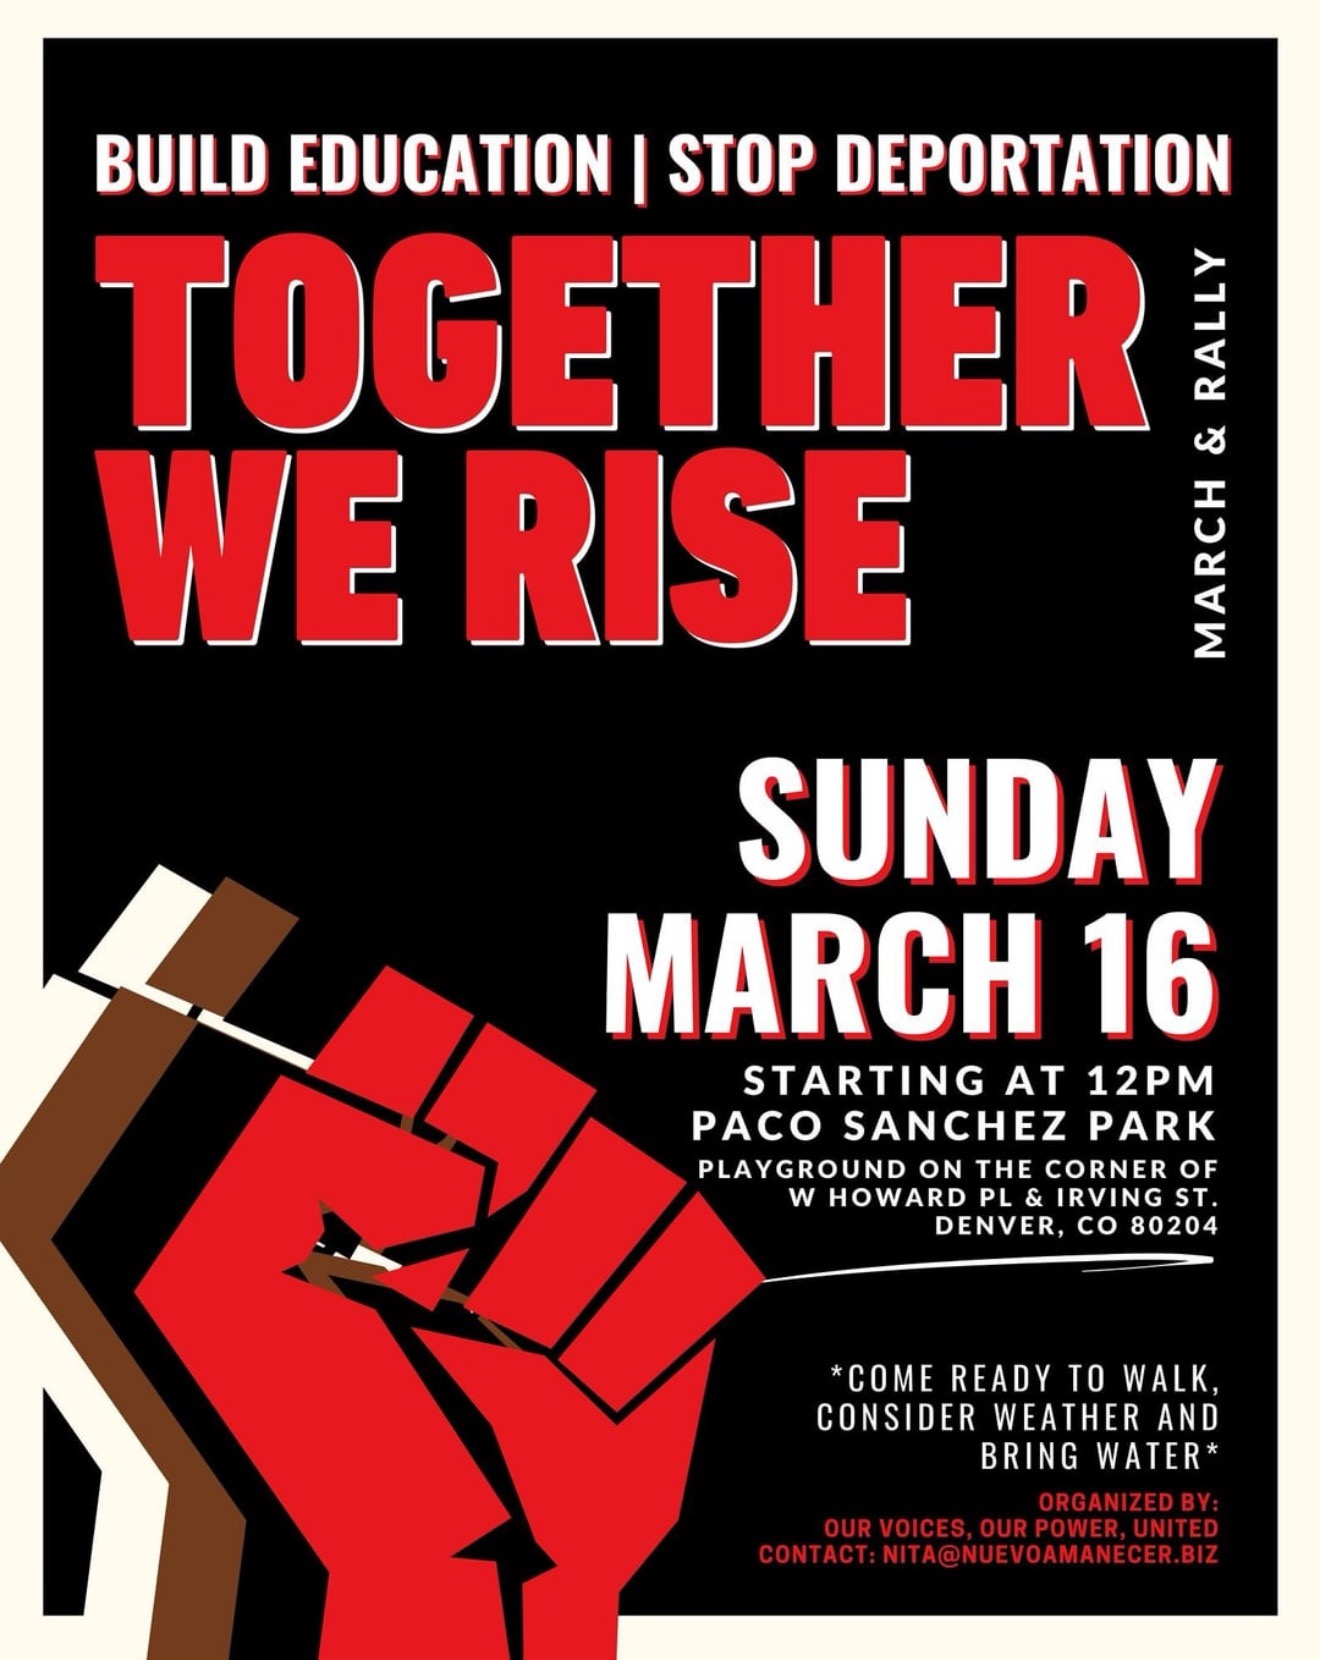 BUILD EDUCATION | STOP DEPORTATION
TOGETHER
WE RISE
MARCH & RALLY
SUNDAY
MARCH 16
STARTING AT 12PM
PACO SANCHEZ PARK
PLAYGROUND ON THE CORNER OF
W HOWARD PL & IRVING ST.
DENVER, CO 80204
*COME READY TO WALK,
CONSIDER WEATHER AND
BRING WATER*
ORGANIZED BY:
OUR VOICES, OUR POWER, UNITED
CONTACT: NITA@NUEVOAMANECER.BIZ